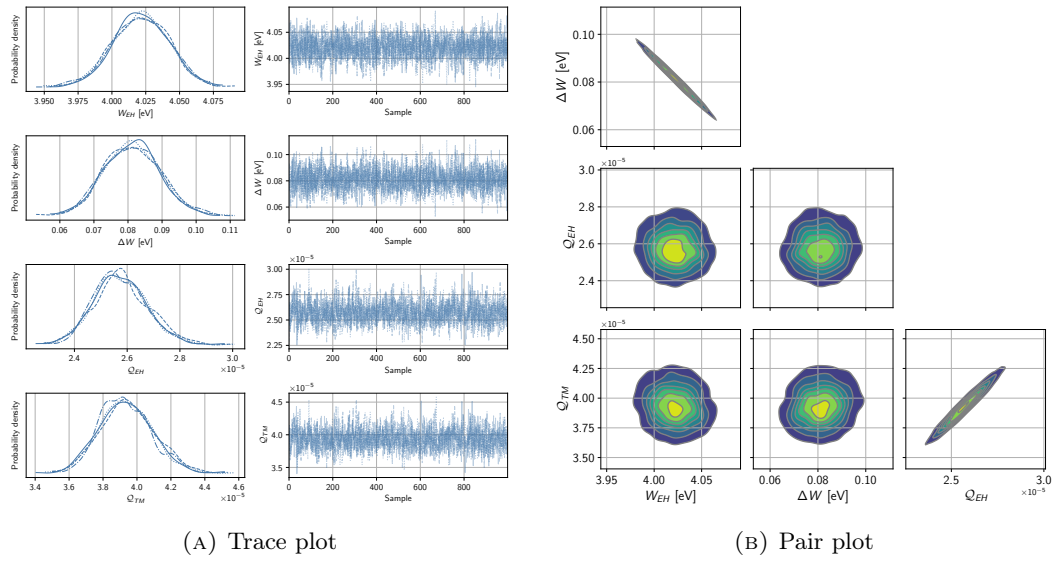 Probability density
3.950 3.975 4.000 4.025 4.050 4.075
W_EH [eV]
W_EH [eV]
4.05
4.00
3.95
0 200 400 600 800
Sample
Probability density
0.06 0.07 0.08 0.09 0.10 0.11
ΔW [eV]
ΔW [eV]
0.10
0.08
0.06
0 200 400 600 800
Sample
Probability density
2.4 2.6 2.8 3.0
×10⁻⁵
Q_EH
×10⁻⁵
Q_EH
3.00
2.75
2.50
2.25
0 200 400 600 800
Sample
Probability density
3.4 3.6 3.8 4.0 4.2 4.4 4.6
×10⁻⁵
Q_TM
×10⁻⁵
Q_TM
4.5
4.0
3.5
0 200 400 600 800
Sample
(A) Trace plot
ΔW [eV]
0.10
0.08
0.06
×10⁻⁵
Q_EH
3.0
2.8
2.6
2.4
×10⁻⁵
Q_TM
4.50
4.25
4.00
3.75
3.50
3.95 4.00 4.05
W_EH [eV]
0.06 0.08 0.10
ΔW [eV]
2.5 3.0
×10⁻⁵
Q_EH
(B) Pair plot